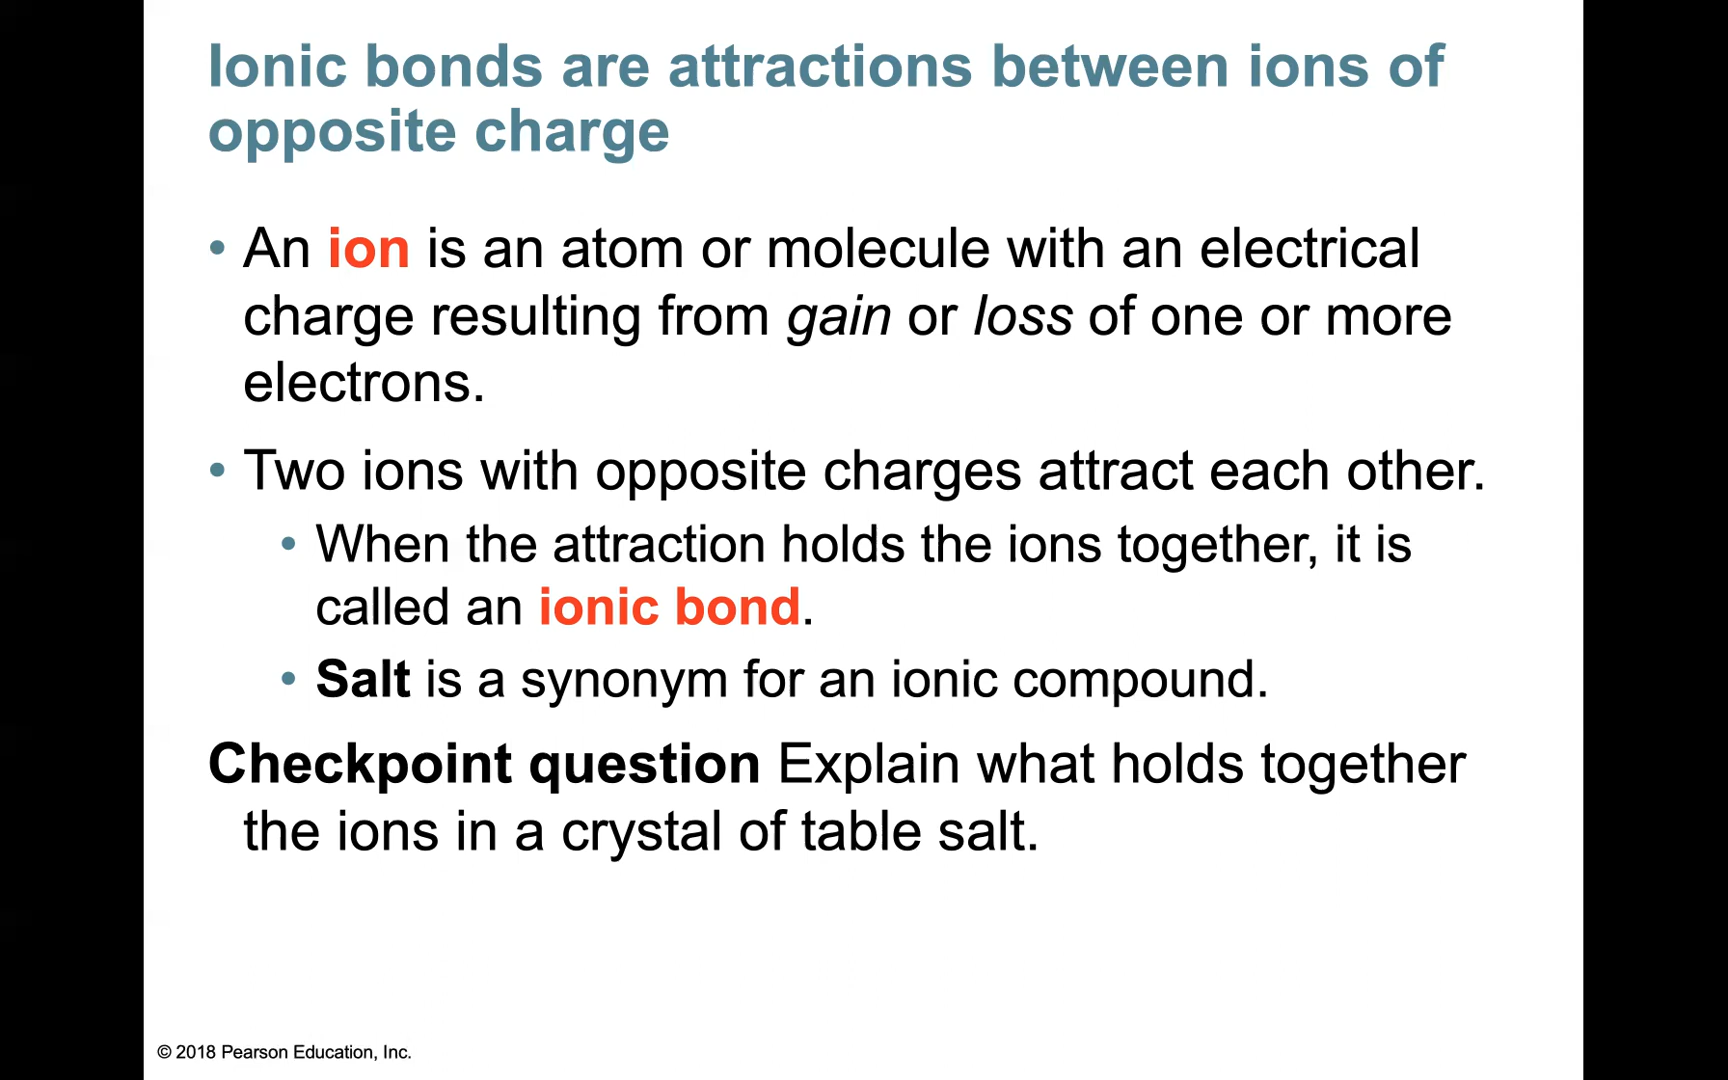 Ionic bonds are attractions between ions of
opposite charge
• An ion is an atom or molecule with an electrical
charge resulting from gain or loss of one or more
electrons.
• Two ions with opposite charges attract each other.
• When the attraction holds the ions together, it is
called an ionic bond.
• Salt is a synonym for an ionic compound.
Checkpoint question Explain what holds together
the ions in a crystal of table salt.
© 2018 Pearson Education, Inc.